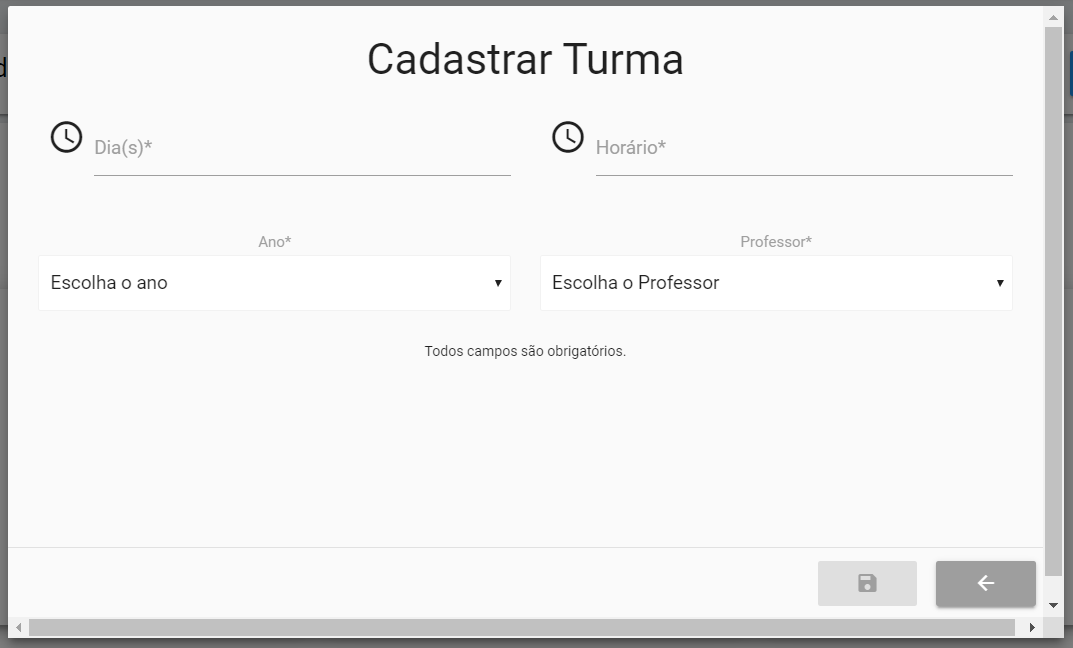 Cadastrar Turma
Dia(s)*
Horário*
Ano*
Professor*
Escolha o ano
Escolha o Professor
Todos campos são obrigatórios.